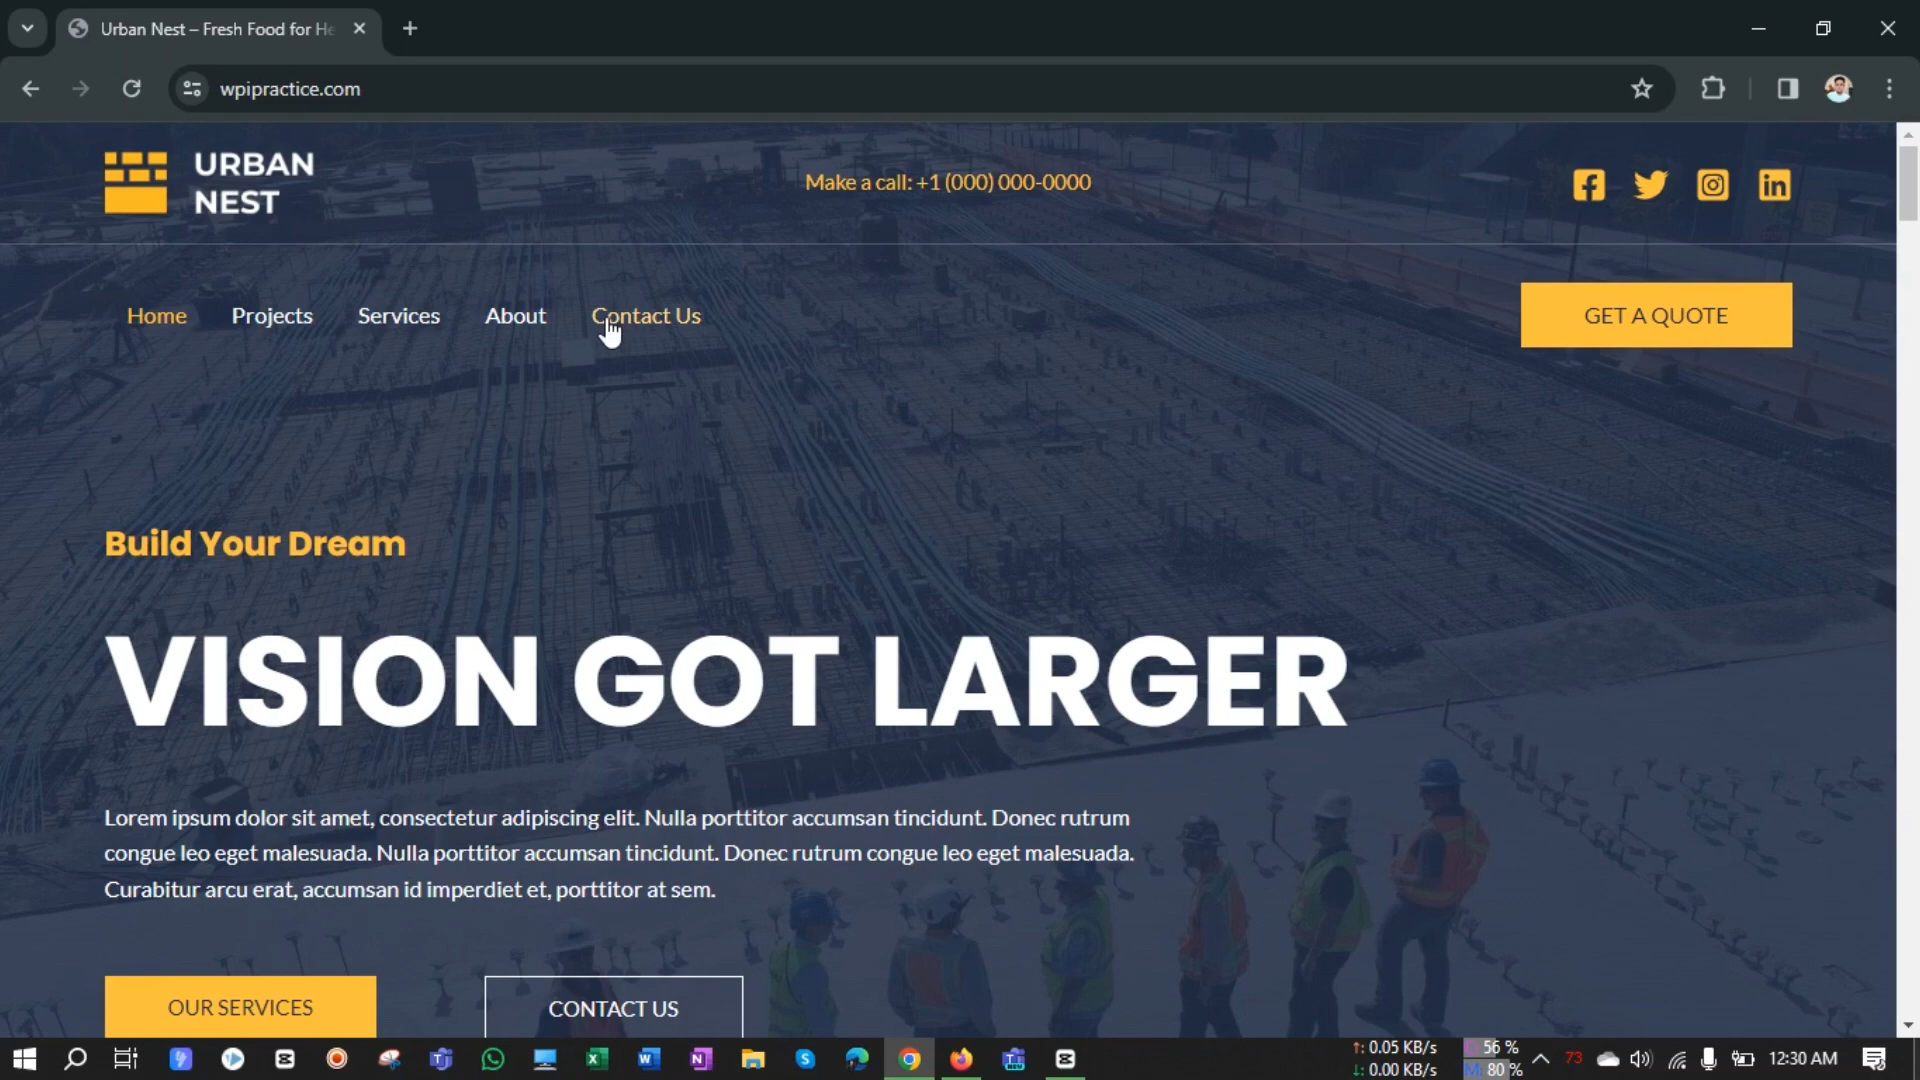 Urban Nest – Fresh Food for He
wpipractice.com
URBAN
NEST
Make a call: +1 (000) 000-0000
Home Projects Services About Contact Us
GET A QUOTE
Build Your Dream
VISION GOT LARGER
Lorem ipsum dolor sit amet, consectetur adipiscing elit. Nulla porttitor accumsan tincidunt. Donec rutrum
congue leo eget malesuada. Nulla porttitor accumsan tincidunt. Donec rutrum congue leo eget malesuada.
Curabitur arcu erat, accumsan id imperdiet et, porttitor at sem.
OUR SERVICES
CONTACT US
↑: 0.05 KB/s 56 %
↓: 0.00 KB/s M: 80 %
73
12:30 AM